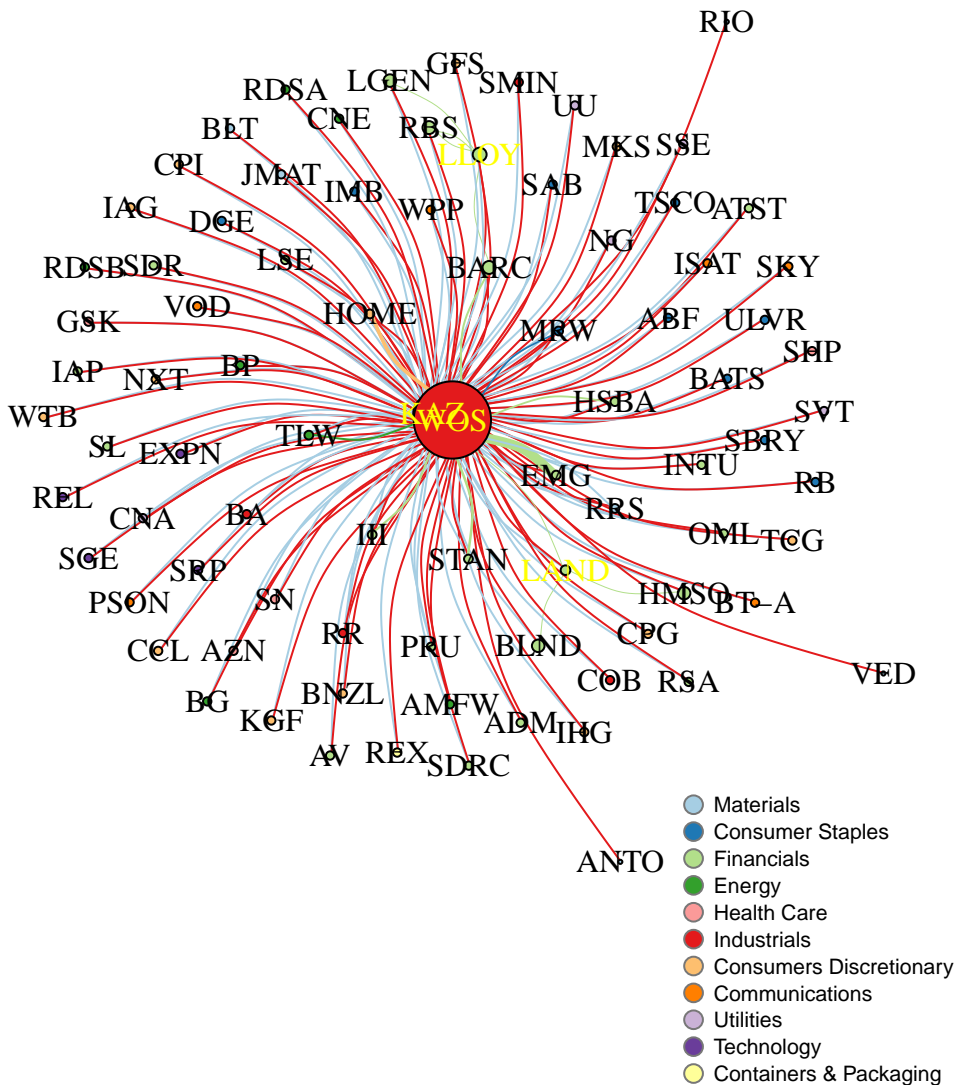 RIO
GFS
LGEN
SMIN
RDSA
UU
CNE
RBS
BLT
LLOY
MKS
SSE
CPI
JMAT
IMB
SAB
IAG
DGE
WPP
TSCO
ATST
NG
RDSB
SDR
LSE
BARC
ISAT
SKY
VOD
HOME
GSK
MRW
ABF
ULVR
SHP
IAP
NXT
BP
BATS
HSBA
WTB
KAZ
WOS
SVT
SL
EXPN
TLW
SBRY
INTU
EMG
RB
REL
CNA
BA
RRS
III
OML
TCG
SGE
SRP
STAN
LAND
PSON
SN
HMSO
BT−A
RR
CPG
CCL
AZN
PRU
BLND
VED
COB
RSA
BG
KGF
BNZL
AMFW
ADM
IHG
AV
REX
SDRC
ANTO
Materials
Consumer Staples
Financials
Energy
Health Care
Industrials
Consumers Discretionary
Communications
Utilities
Technology
Containers & Packaging